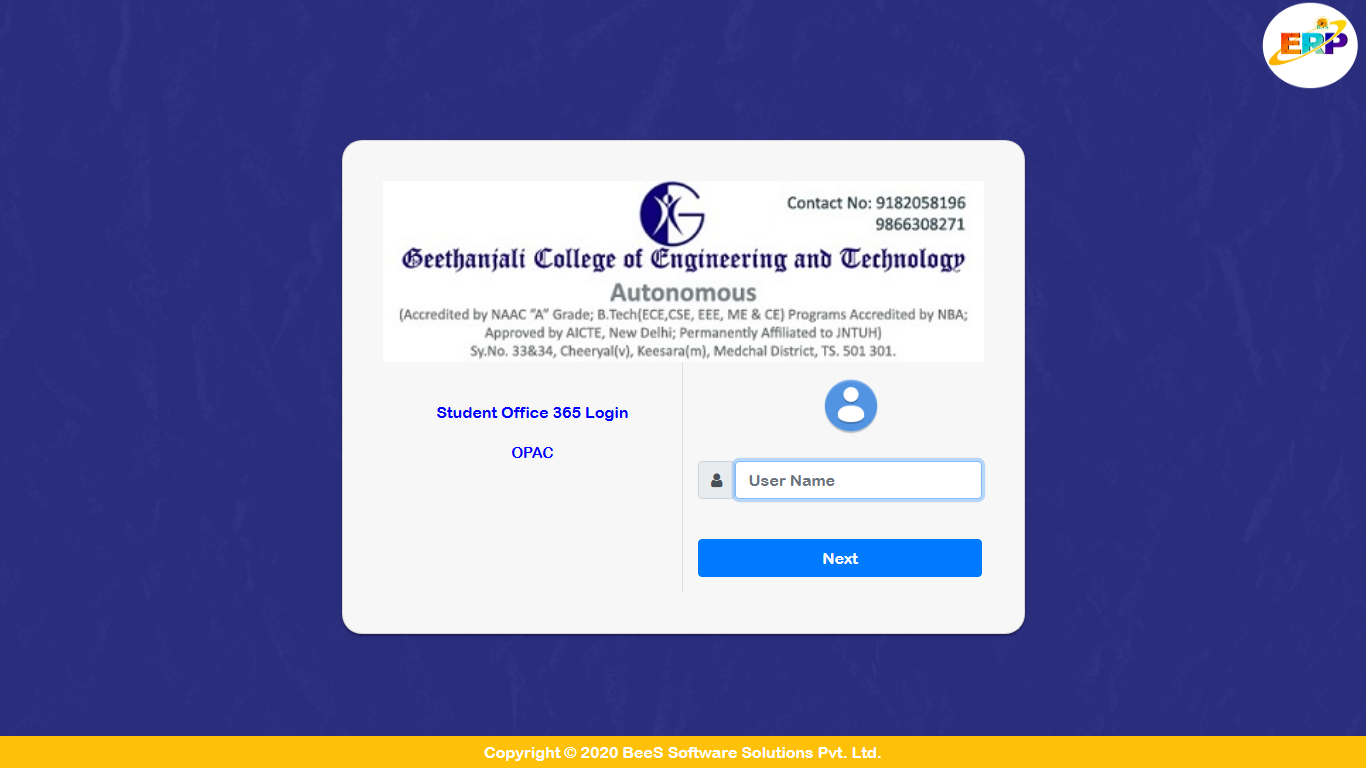 ERP
Contact No: 9182058196
9866308271
Geethanjali College of Engineering and Technology
Autonomous
(Accredited by NAAC “A” Grade; B.Tech(ECE,CSE, EEE, ME & CE) Programs Accredited by NBA;
Approved by AICTE, New Delhi; Permanently Affiliated to JNTUH)
Sy.No. 33&34, Cheeryal(v), Keesara(m), Medchal District, TS. 501 301.
Student Office 365 Login
OPAC
User Name
Next
Copyright © 2020 BeeS Software Solutions Pvt. Ltd.